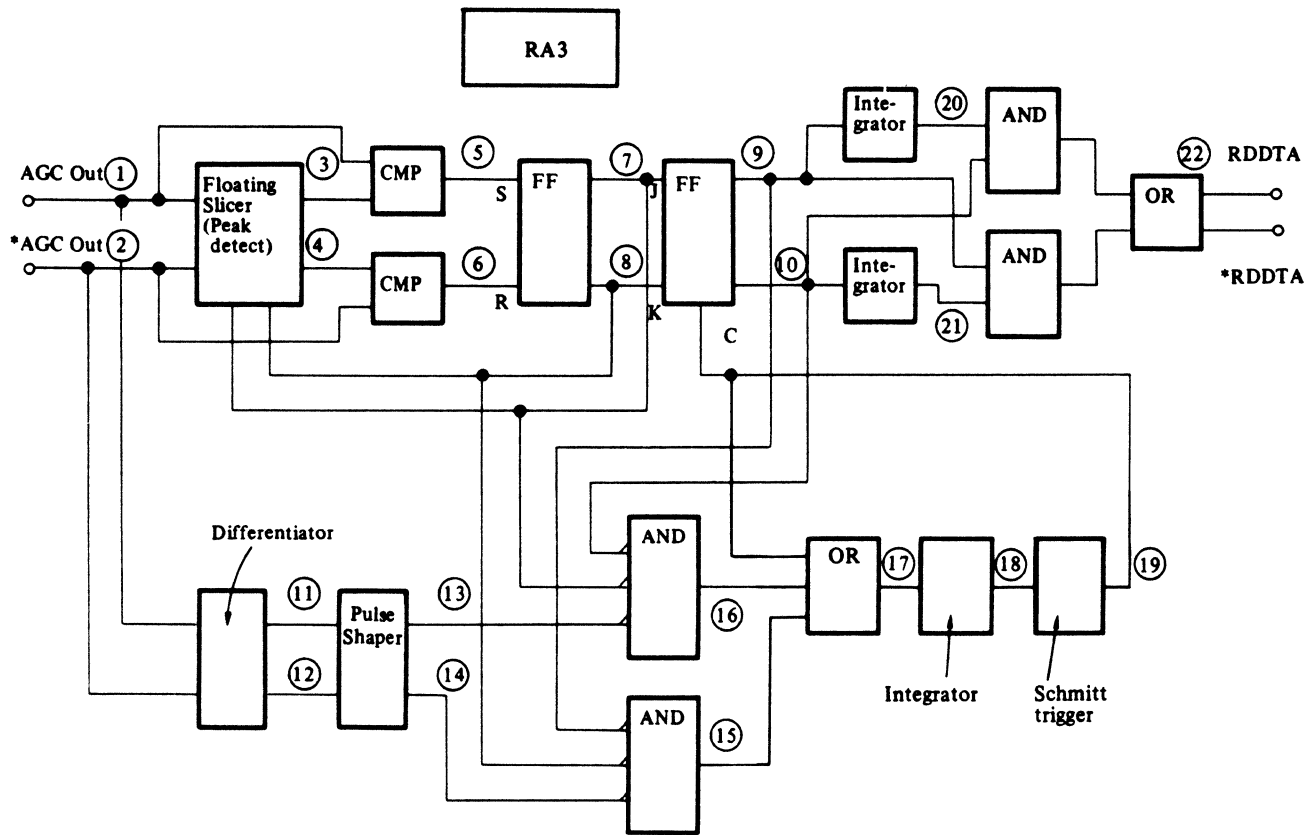 RA3
AGC Out
1
*AGC Out
2
Floating
Slicer
(Peak
detect)
3
4
CMP
CMP
5
6
S
R
FF
7
8
J
K
FF
C
9
10
Inte-
grator
20
AND
Inte-
grator
21
AND
OR
22
RDDTA
*RDDTA
Differentiator
11
12
Pulse
Shaper
13
14
AND
16
AND
15
OR
17
18
19
Integrator
Schmitt
trigger